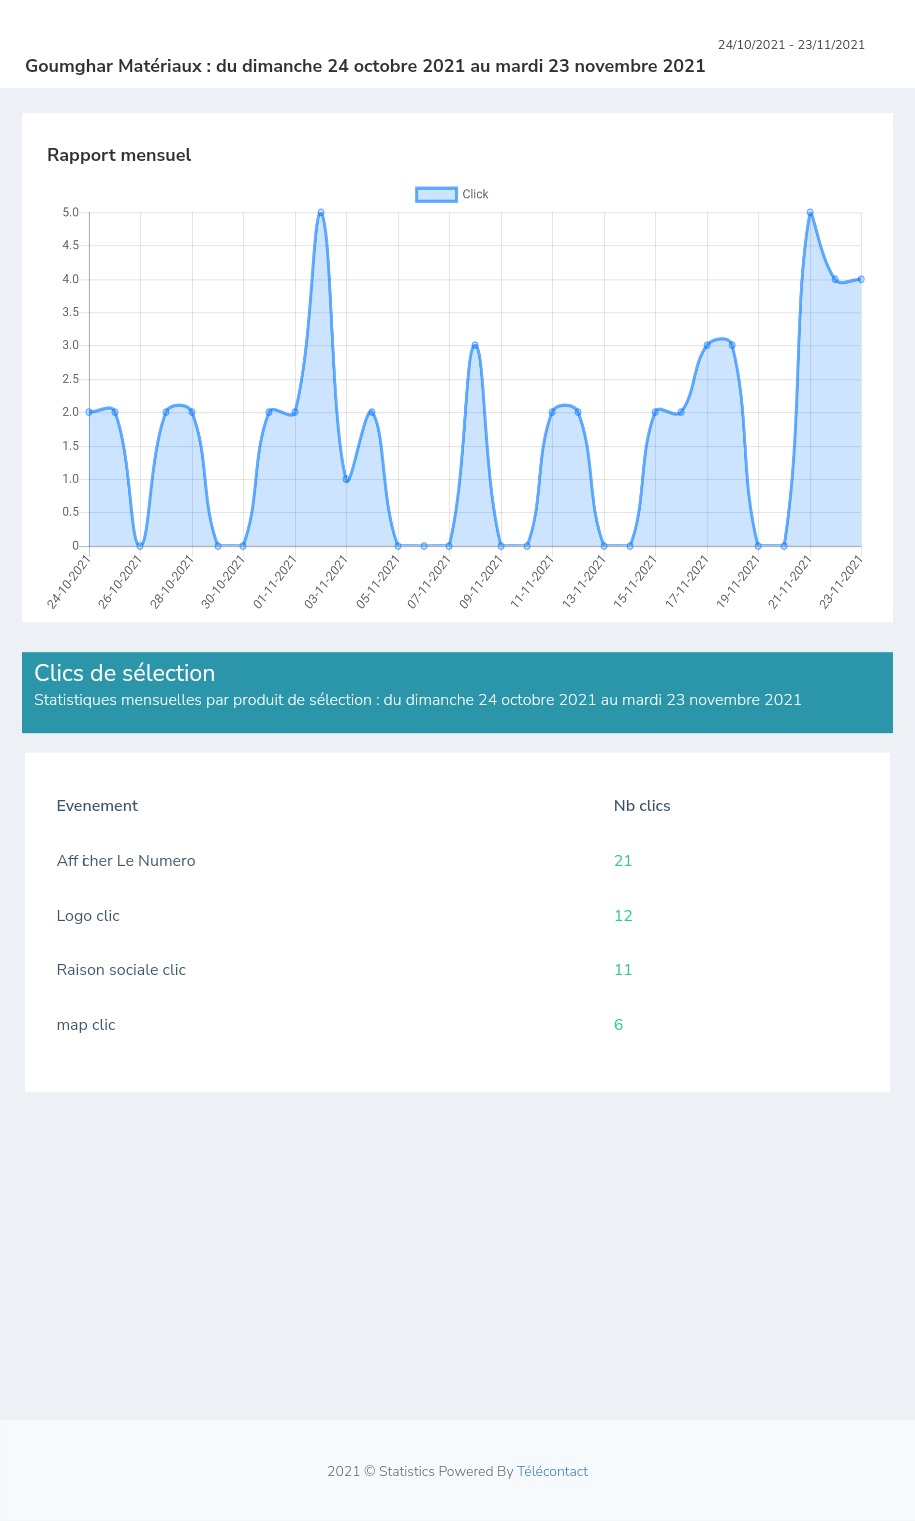 24/10/2021 - 23/11/2021
Goumghar Matériaux : du dimanche 24 octobre 2021 au mardi 23 novembre 2021
Rapport mensuel
Click
5.0
4.5
4.0
3.5
3.0
2.5
2.0
1.5
1.0
0.5
0
24-10-2021
26-10-2021
28-10-2021
30-10-2021
01-11-2021
03-11-2021
05-11-2021
07-11-2021
09-11-2021
11-11-2021
13-11-2021
15-11-2021
17-11-2021
19-11-2021
21-11-2021
23-11-2021
Clics de sélection
Statistiques mensuelles par produit de sélection : du dimanche 24 octobre 2021 au mardi 23 novembre 2021
Evenement Nb clics
Afficher Le Numero 21
Logo clic 12
Raison sociale clic 11
map clic 6
2021 © Statistics Powered By Télécontact